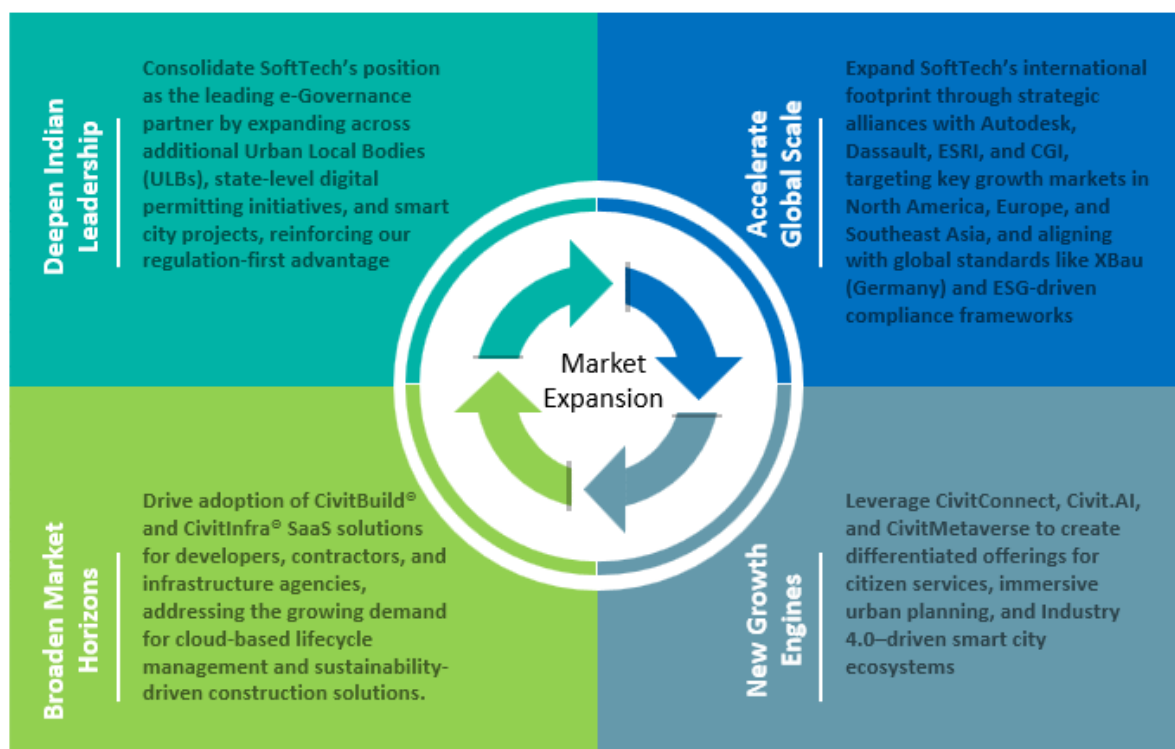 Deepen Indian
Leadership
Consolidate SoftTech's position
as the leading e-Governance
partner by expanding across
additional Urban Local Bodies
(ULBs), state-level digital
permitting initiatives, and smart
city projects, reinforcing our
regulation-first advantage
Accelerate
Global Scale
Expand SoftTech's international
footprint through strategic
alliances with Autodesk,
Dassault, ESRI, and CGI,
targeting key growth markets in
North America, Europe, and
Southeast Asia, and aligning
with global standards like XBau
(Germany) and ESG-driven
compliance frameworks
Market
Expansion
Broaden Market
Horizons
Drive adoption of CivitBuild®
and CivitInfra® SaaS solutions
for developers, contractors, and
infrastructure agencies,
addressing the growing demand
for cloud-based lifecycle
management and sustainability-
driven construction solutions.
New Growth
Engines
Leverage CivitConnect, Civit.AI,
and CivitMetaverse to create
differentiated offerings for
citizen services, immersive
urban planning, and Industry
4.0–driven smart city
ecosystems